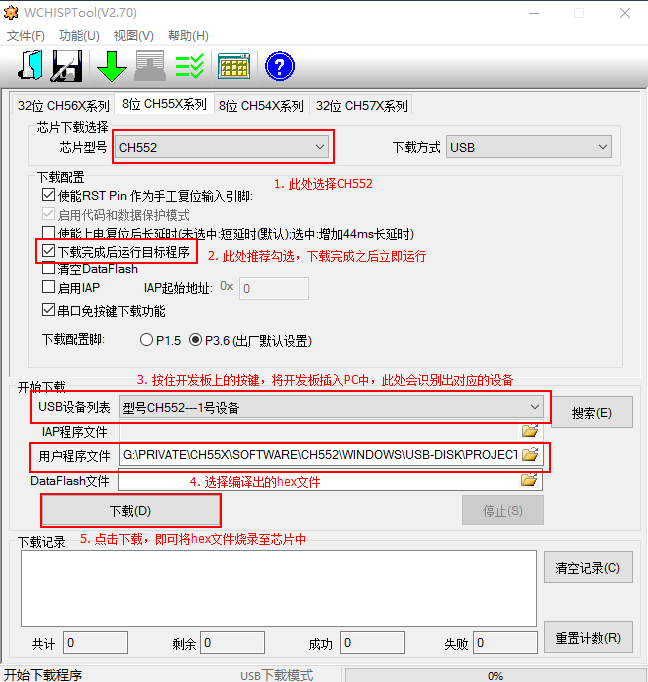 WCHISPTool(V2.70)
文件(F) 功能(U) 视图(V) 帮助(H)
32位 CH56X系列 8位 CH55X系列 8位 CH54X系列 32位 CH57X系列
芯片下载选择
芯片型号 CH552 下载方式 USB
1. 此处选择CH552
下载配置
使能RST Pin 作为手工复位输入引脚:
启用代码和数据保护模式
使能上电复位后长延时(未选中:短延时(默认);选中:增加44ms长延时)
下载完成后运行目标程序 2. 此处推荐勾选，下载完成之后立即运行
清空DataFlash
启用IAP IAP起始地址: 0x 0
串口免按键下载功能
下载配置脚: P1.5 P3.6 (出厂默认设置)
3. 按住开发板上的按键，将开发板插入PC中，此处会识别出对应的设备
开始下载
USB设备列表 型号CH552---1号设备 搜索(E)
IAP程序文件
用户程序文件 G:\PRIVATE\CH55X\SOFTWARE\CH552\WINDOWS\USB-DISK\PROJECT
DataFlash文件 4. 选择编译出的hex文件
下载(D) 停止(S)
5. 点击下载，即可将hex文件烧录至芯片中
下载记录
清空记录(C)
共计 0 剩余 0 成功 0 失败 0 重置计数(R)
开始下载程序 USB下载模式 0%